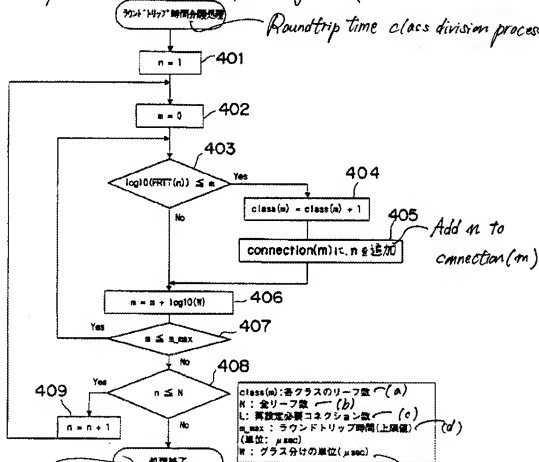 ラウンドトリップ時間分類処理
Roundtrip time class division process
n = 1
401
m = 0
402
403
log10(FRTT(n)) ≦ m
Yes
404
No
class(m) = class(m) + 1
405
connection(m)に、nを追加
Add n to
connection(m)
m = m + log10(W)
406
Yes
407
m ≦ m_max
No
408
409
Yes
n ≦ N
n = n + 1
No
処理終了
class(m):各クラスのリーフ数 (a)
N : 全リーフ数 (b)
L: 再設定必要コネクション数 (c)
m_max : ラウンドトリップ時間(上限値) (d)
(単位: μsec)
W : クラス分けの単位(μsec)